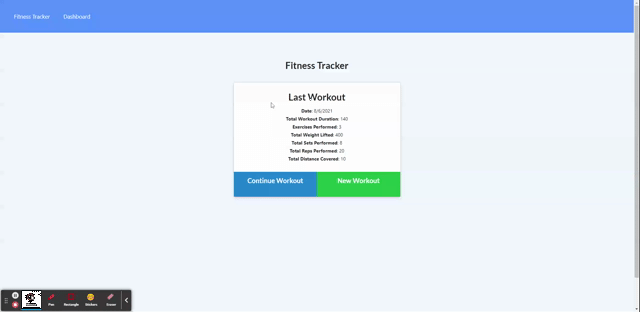 Fitness Tracker Dashboard
Fitness Tracker
Last Workout
Date: 8/6/2021
Total Workout Duration: 140
Exercises Performed: 3
Total Weight Lifted: 400
Total Sets Performed: 8
Total Reps Performed: 20
Total Distance Covered: 10
Continue Workout New Workout
Pen Rectangle Stickers Eraser